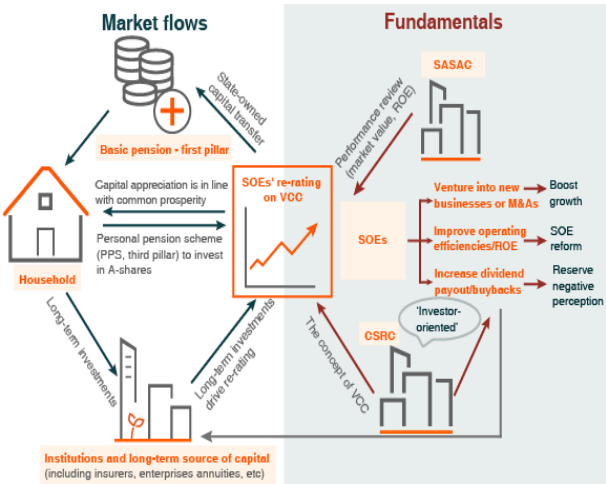 Market flows
Fundamentals
State-owned
capital transfer
Basic pension - first pillar
SASAC
Performance review
(market value, ROE)
SOEs' re-rating
on VCC
Capital appreciation is in line
with common prosperity
Personal pension scheme
(PPS, third pillar) to invest
in A-shares
Household
SOEs
Venture into new
businesses or M&As
Boost
growth
Improve operating
efficiencies/ROE
SOE
reform
Increase dividend
payout/buybacks
Reserve
negative
perception
'Investor-
oriented'
CSRC
The concept of VCC
Long-term investments
Long-term investments
drive re-rating
Institutions and long-term source of capital
(including insurers, enterprises annuities, etc)